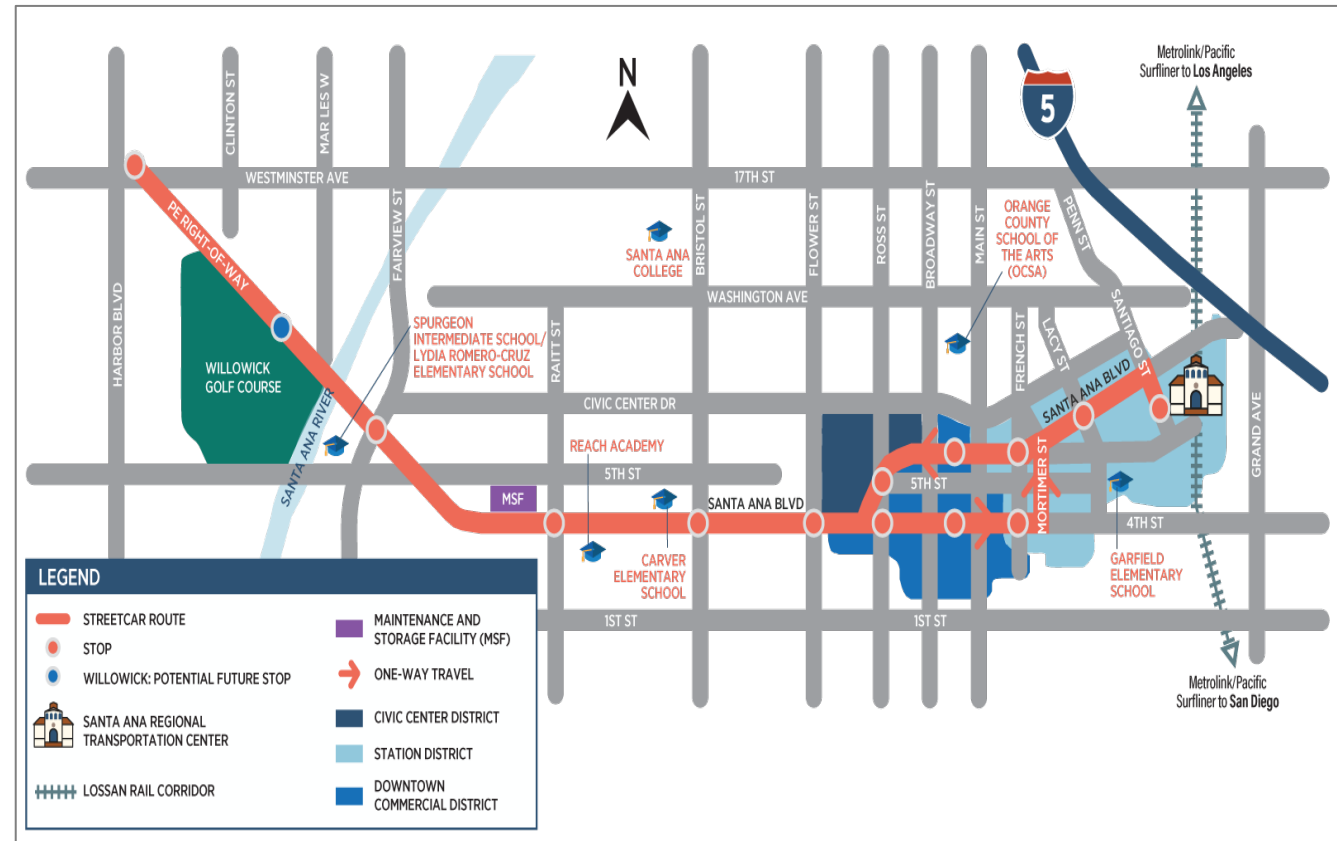 Metrolink/Pacific
Surfliner to Los Angeles
N
5
CLINTON ST
MAR LES W
HARBOR BLVD
WESTMINSTER AVE
17TH ST
PE RIGHT-OF-WAY
FAIRVIEW ST
SANTA ANA
COLLEGE
BRISTOL ST
FLOWER ST
ROSS ST
BROADWAY ST
MAIN ST
ORANGE
COUNTY
SCHOOL OF
THE ARTS
(OCSA)
PENN ST
WASHINGTON AVE
SANTIAGO ST
SPURGEON
INTERMEDIATE SCHOOL/
LYDIA ROMERO-CRUZ
ELEMENTARY SCHOOL
RAITT ST
FRENCH ST
LACY ST
WILLOWICK
GOLF COURSE
SANTA ANA RIVER
CIVIC CENTER DR
SANTA ANA BLVD
GRAND AVE
REACH ACADEMY
5TH ST
5TH ST
MORTIMER ST
MSF
SANTA ANA BLVD
4TH ST
CARVER
ELEMENTARY
SCHOOL
GARFIELD
ELEMENTARY
SCHOOL
1ST ST
1ST ST
Metrolink/Pacific
Surfliner to San Diego
LEGEND
STREETCAR ROUTE
STOP
WILLOWICK: POTENTIAL FUTURE STOP
SANTA ANA REGIONAL
TRANSPORTATION CENTER
LOSSAN RAIL CORRIDOR
MAINTENANCE AND
STORAGE FACILITY (MSF)
ONE-WAY TRAVEL
CIVIC CENTER DISTRICT
STATION DISTRICT
DOWNTOWN
COMMERCIAL DISTRICT